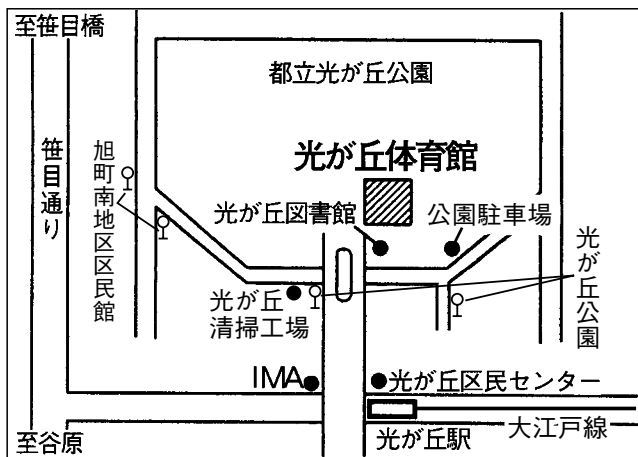 至笹目橋
都立光が丘公園
笹目通り
旭町南地区区民館
光が丘体育館
光が丘図書館
公園駐車場
光が丘公園
光が丘
清掃工場
IMA
光が丘区民センター
大江戸線
至谷原
光が丘駅